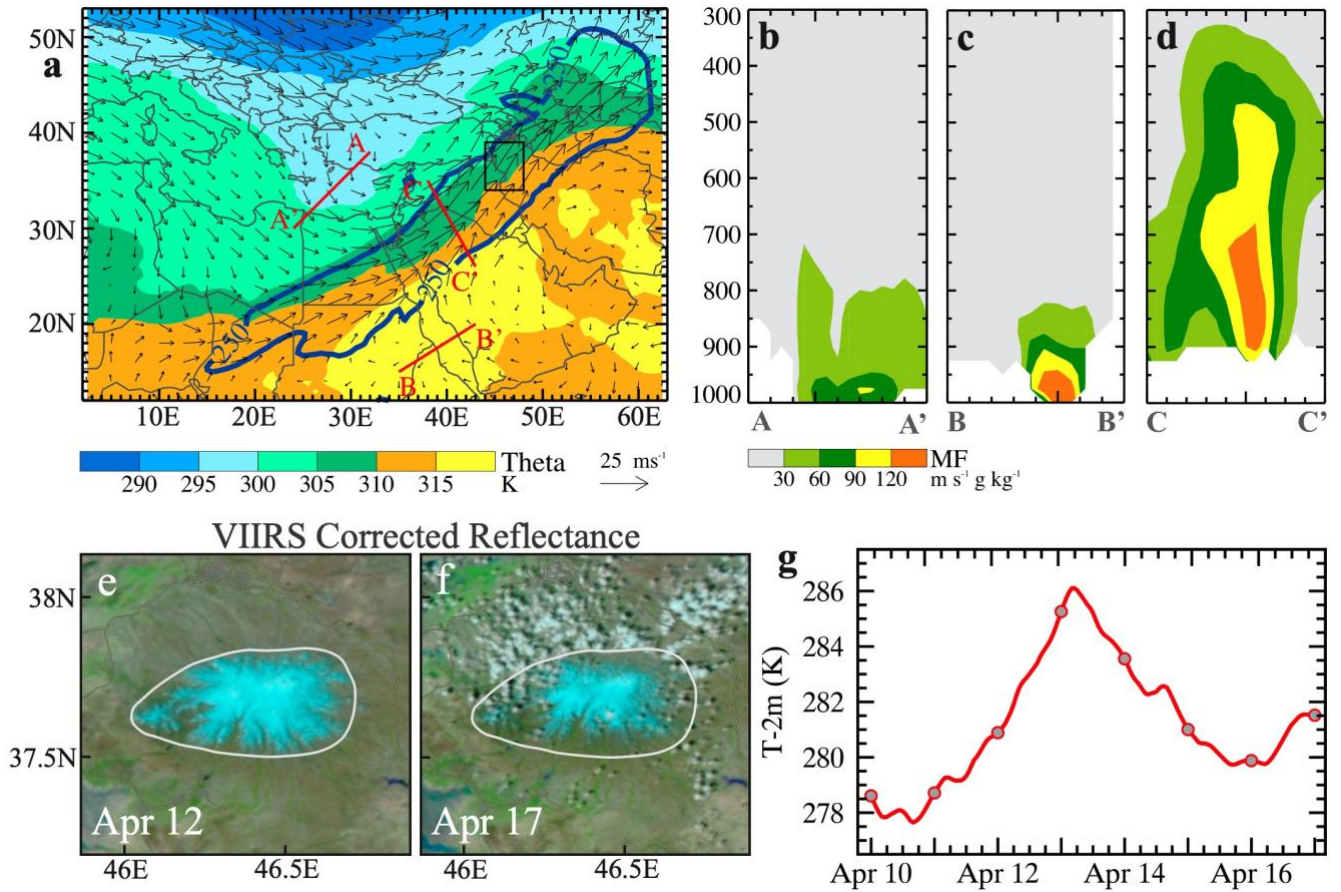 a
50N
40N
30N
20N
10E 20E 30E 40E 50E 60E
A
A'
B
B'
C
C'
250
250
250
290 295 300 305 310 315
Theta
K
25 ms⁻¹
b
c
d
300
400
500
600
700
800
900
1000
A A' B B' C C'
30 60 90 120
MF
m s⁻¹ g kg⁻¹
VIIRS Corrected Reflectance
e
f
38N
37.5N
Apr 12
Apr 17
46E 46.5E 46E 46.5E
g
T-2m (K)
286
284
282
280
278
Apr 10 Apr 12 Apr 14 Apr 16